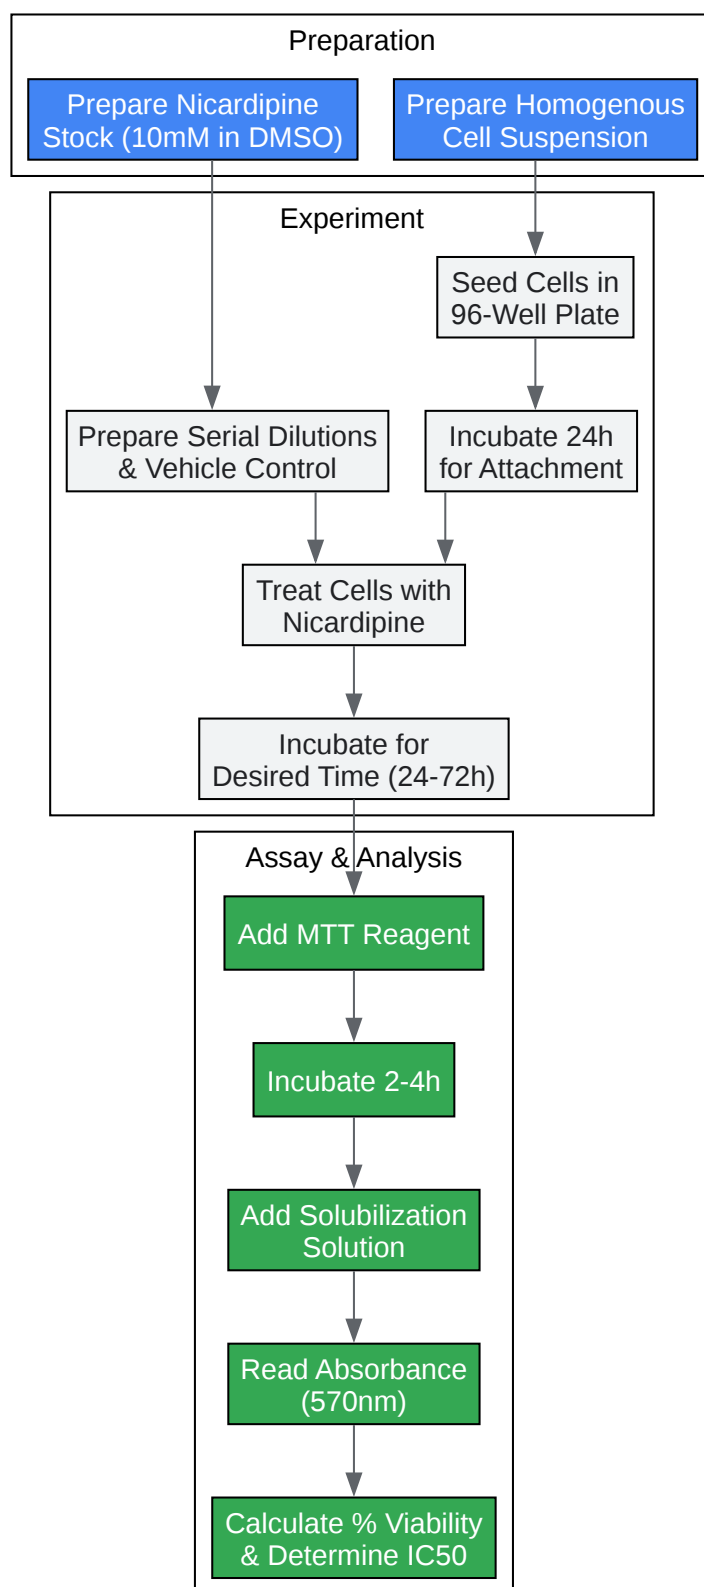 Preparation
Prepare Nicardipine
Stock (10mM in DMSO)
Prepare Homogenous
Cell Suspension
Experiment
Seed Cells in
96-Well Plate
Prepare Serial Dilutions
& Vehicle Control
Incubate 24h
for Attachment
Treat Cells with
Nicardipine
Incubate for
Desired Time (24-72h)
Assay & Analysis
Add MTT Reagent
Incubate 2-4h
Add Solubilization
Solution
Read Absorbance
(570nm)
Calculate % Viability
& Determine IC50